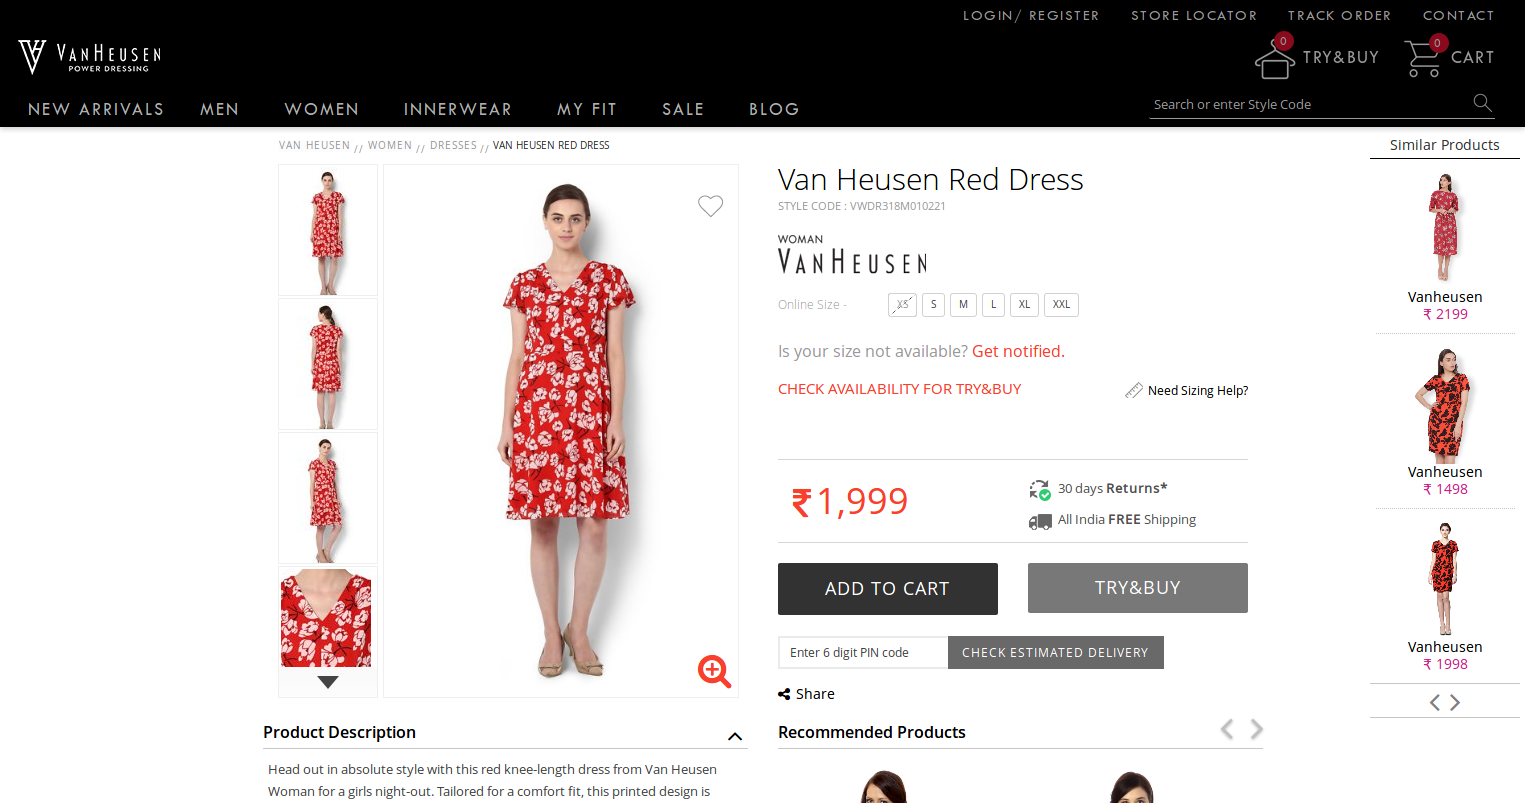 LOGIN/ REGISTER STORE LOCATOR TRACK ORDER CONTACT
VANHEUSEN
POWER DRESSING
0 TRY&BUY 0 CART
NEW ARRIVALS MEN WOMEN INNERWEAR MY FIT SALE BLOG
Search or enter Style Code
VAN HEUSEN // WOMEN // DRESSES // VAN HEUSEN RED DRESS
Van Heusen Red Dress
STYLE CODE : VWDR318M010221
WOMAN
VANHEUSEN
Online Size - XS S M L XL XXL
Is your size not available? Get notified.
CHECK AVAILABILITY FOR TRY&BUY
Need Sizing Help?
₹1,999
30 days Returns*
All India FREE Shipping
ADD TO CART TRY&BUY
Enter 6 digit PIN code CHECK ESTIMATED DELIVERY
Share
Similar Products
Vanheusen
₹ 2199
Vanheusen
₹ 1498
Vanheusen
₹ 1998
Product Description
Head out in absolute style with this red knee-length dress from Van Heusen
Woman for a girls night-out. Tailored for a comfort fit, this printed design is
Recommended Products